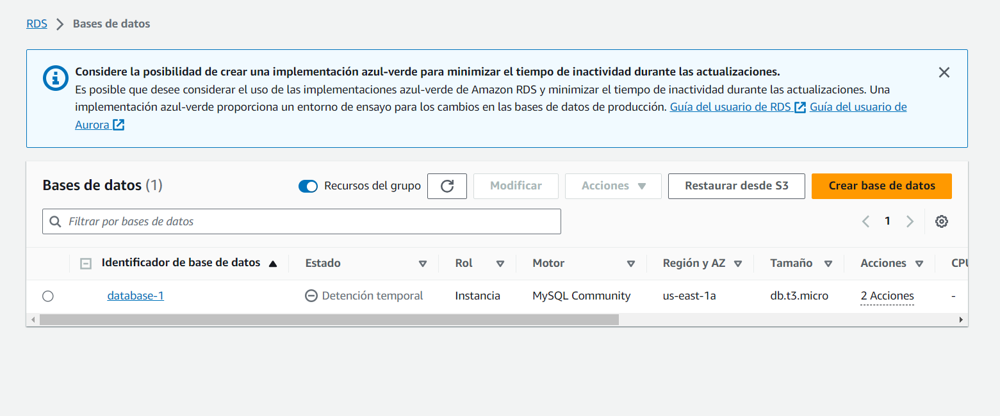 RDS > Bases de datos
Considere la posibilidad de crear una implementación azul-verde para minimizar el tiempo de inactividad durante las actualizaciones.
Es posible que desee considerar el uso de las implementaciones azul-verde de Amazon RDS y minimizar el tiempo de inactividad durante las actualizaciones. Una
implementación azul-verde proporciona un entorno de ensayo para los cambios en las bases de datos de producción. Guía del usuario de RDS Guía del usuario de
Aurora
Bases de datos (1) Recursos del grupo Modificar Acciones Restaurar desde S3 Crear base de datos
Filtrar por bases de datos 1
Identificador de base de datos Estado Rol Motor Región y AZ Tamaño Acciones CPU
database-1 Detención temporal Instancia MySQL Community us-east-1a db.t3.micro 2 Acciones -